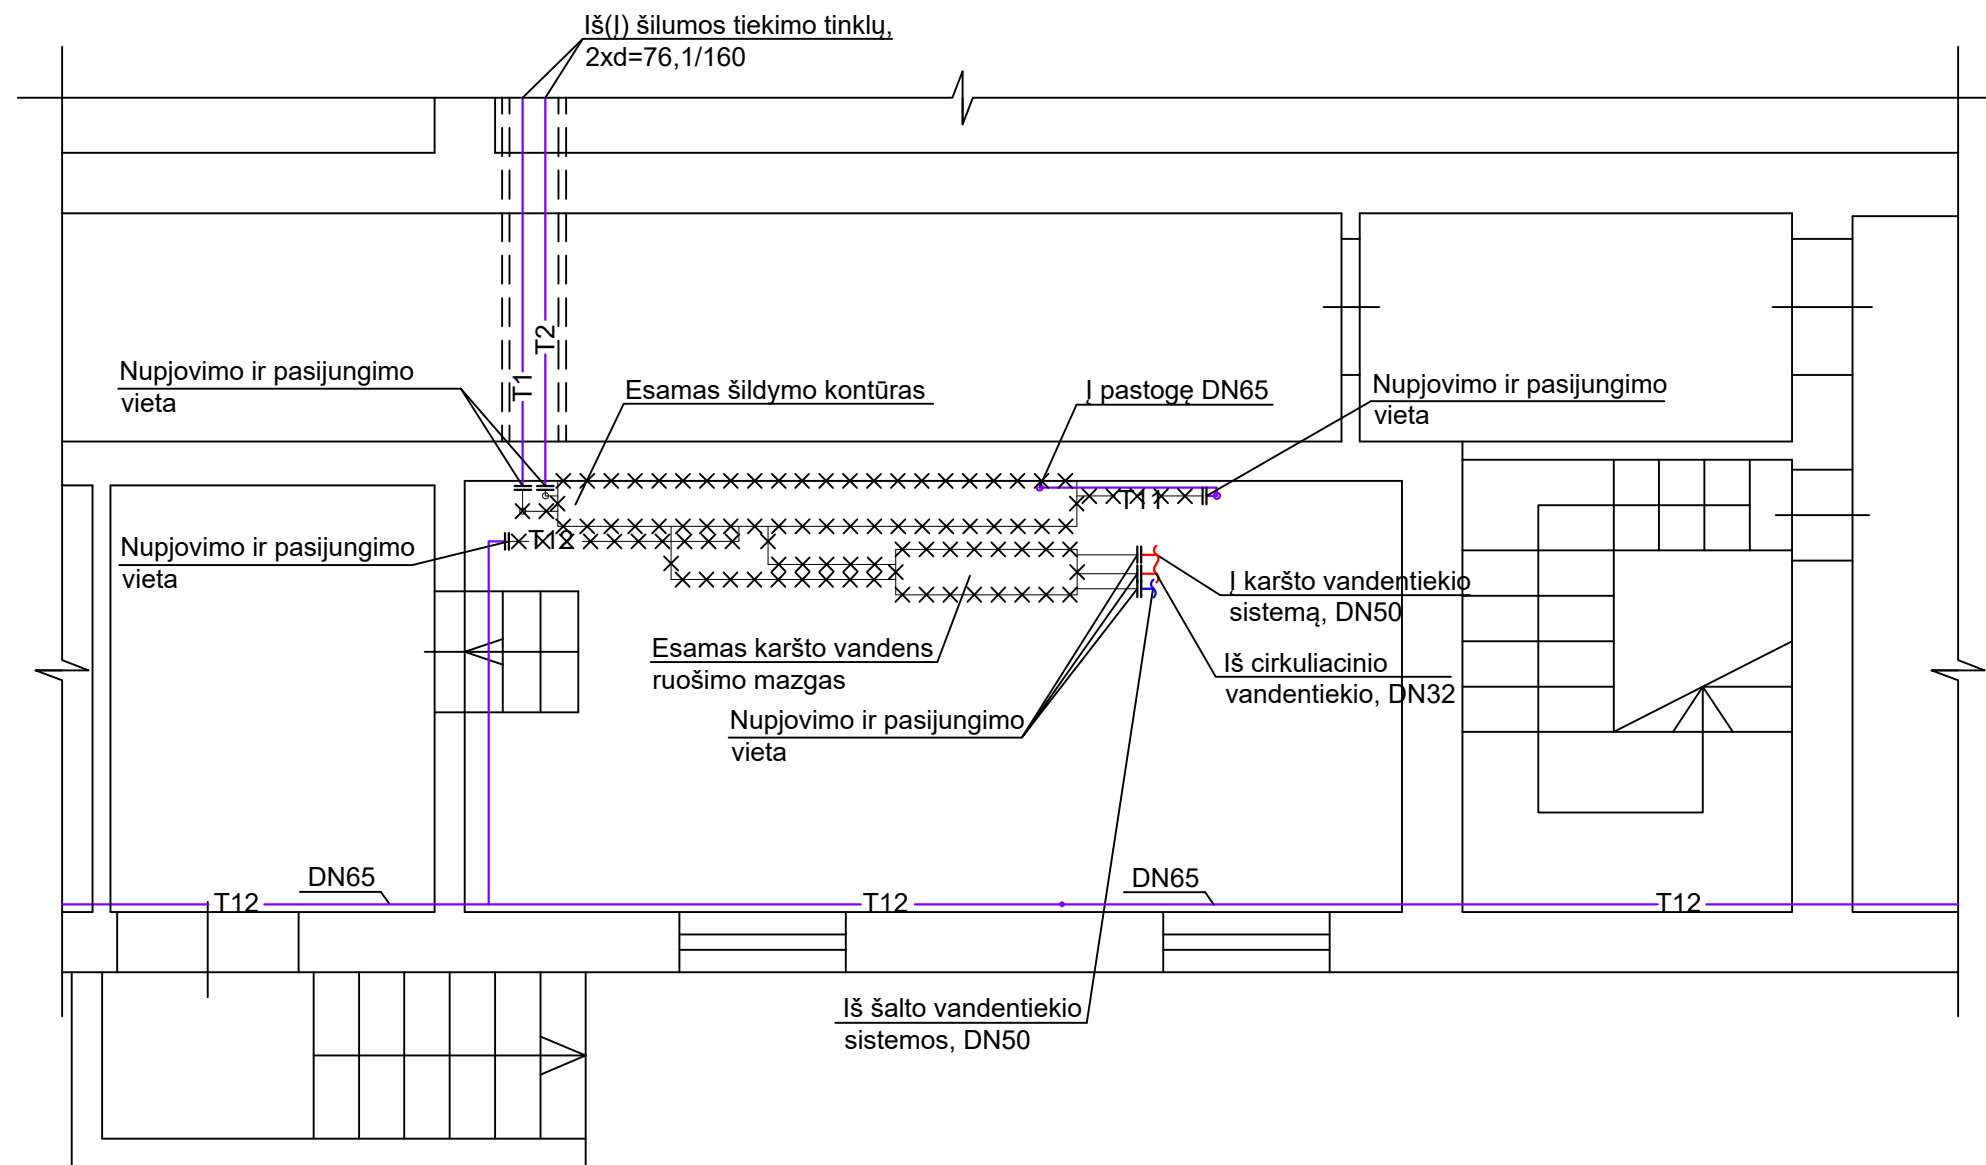 Iš(Į) šilumos tiekimo tinklų,
2xd=76,1/160
T2
T1
Nupjovimo ir pasijungimo
vieta
Esamas šildymo kontūras
Į pastogę DN65
Nupjovimo ir pasijungimo
vieta
T11
T12
Nupjovimo ir pasijungimo
vieta
Į karšto vandentiekio
sistemą, DN50
Esamas karšto vandens
ruošimo mazgas
Iš cirkuliacinio
vandentiekio, DN32
Nupjovimo ir pasijungimo
vieta
DN65
DN65
T12
T12
T12
Iš šalto vandentiekio
sistemos, DN50